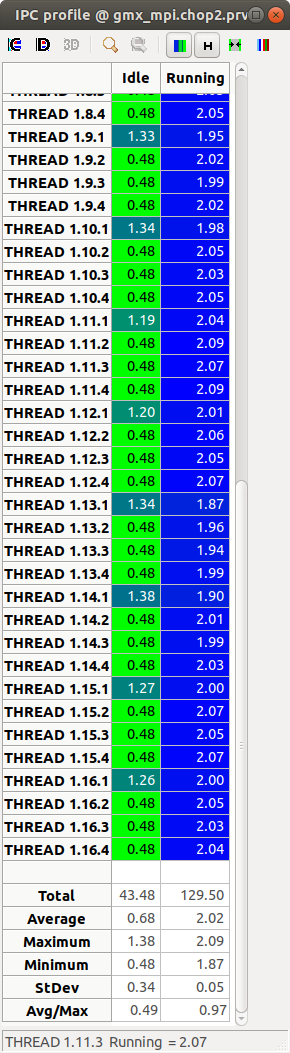 IPC profile @ gmx_mpi.chop2.prv
Idle Running
THREAD 1.8.4 0.48 2.05
THREAD 1.9.1 1.33 1.95
THREAD 1.9.2 0.48 2.02
THREAD 1.9.3 0.48 1.99
THREAD 1.9.4 0.48 2.02
THREAD 1.10.1 1.34 1.98
THREAD 1.10.2 0.48 2.05
THREAD 1.10.3 0.48 2.03
THREAD 1.10.4 0.48 2.05
THREAD 1.11.1 1.19 2.04
THREAD 1.11.2 0.48 2.09
THREAD 1.11.3 0.48 2.07
THREAD 1.11.4 0.48 2.09
THREAD 1.12.1 1.20 2.01
THREAD 1.12.2 0.48 2.06
THREAD 1.12.3 0.48 2.05
THREAD 1.12.4 0.48 2.07
THREAD 1.13.1 1.34 1.87
THREAD 1.13.2 0.48 1.96
THREAD 1.13.3 0.48 1.94
THREAD 1.13.4 0.48 1.99
THREAD 1.14.1 1.38 1.90
THREAD 1.14.2 0.48 2.01
THREAD 1.14.3 0.48 1.99
THREAD 1.14.4 0.48 2.03
THREAD 1.15.1 1.27 2.00
THREAD 1.15.2 0.48 2.07
THREAD 1.15.3 0.48 2.05
THREAD 1.15.4 0.48 2.07
THREAD 1.16.1 1.26 2.00
THREAD 1.16.2 0.48 2.05
THREAD 1.16.3 0.48 2.03
THREAD 1.16.4 0.48 2.04
Total 43.48 129.50
Average 0.68 2.02
Maximum 1.38 2.09
Minimum 0.48 1.87
StDev 0.34 0.05
Avg/Max 0.49 0.97
THREAD 1.11.3 Running = 2.07